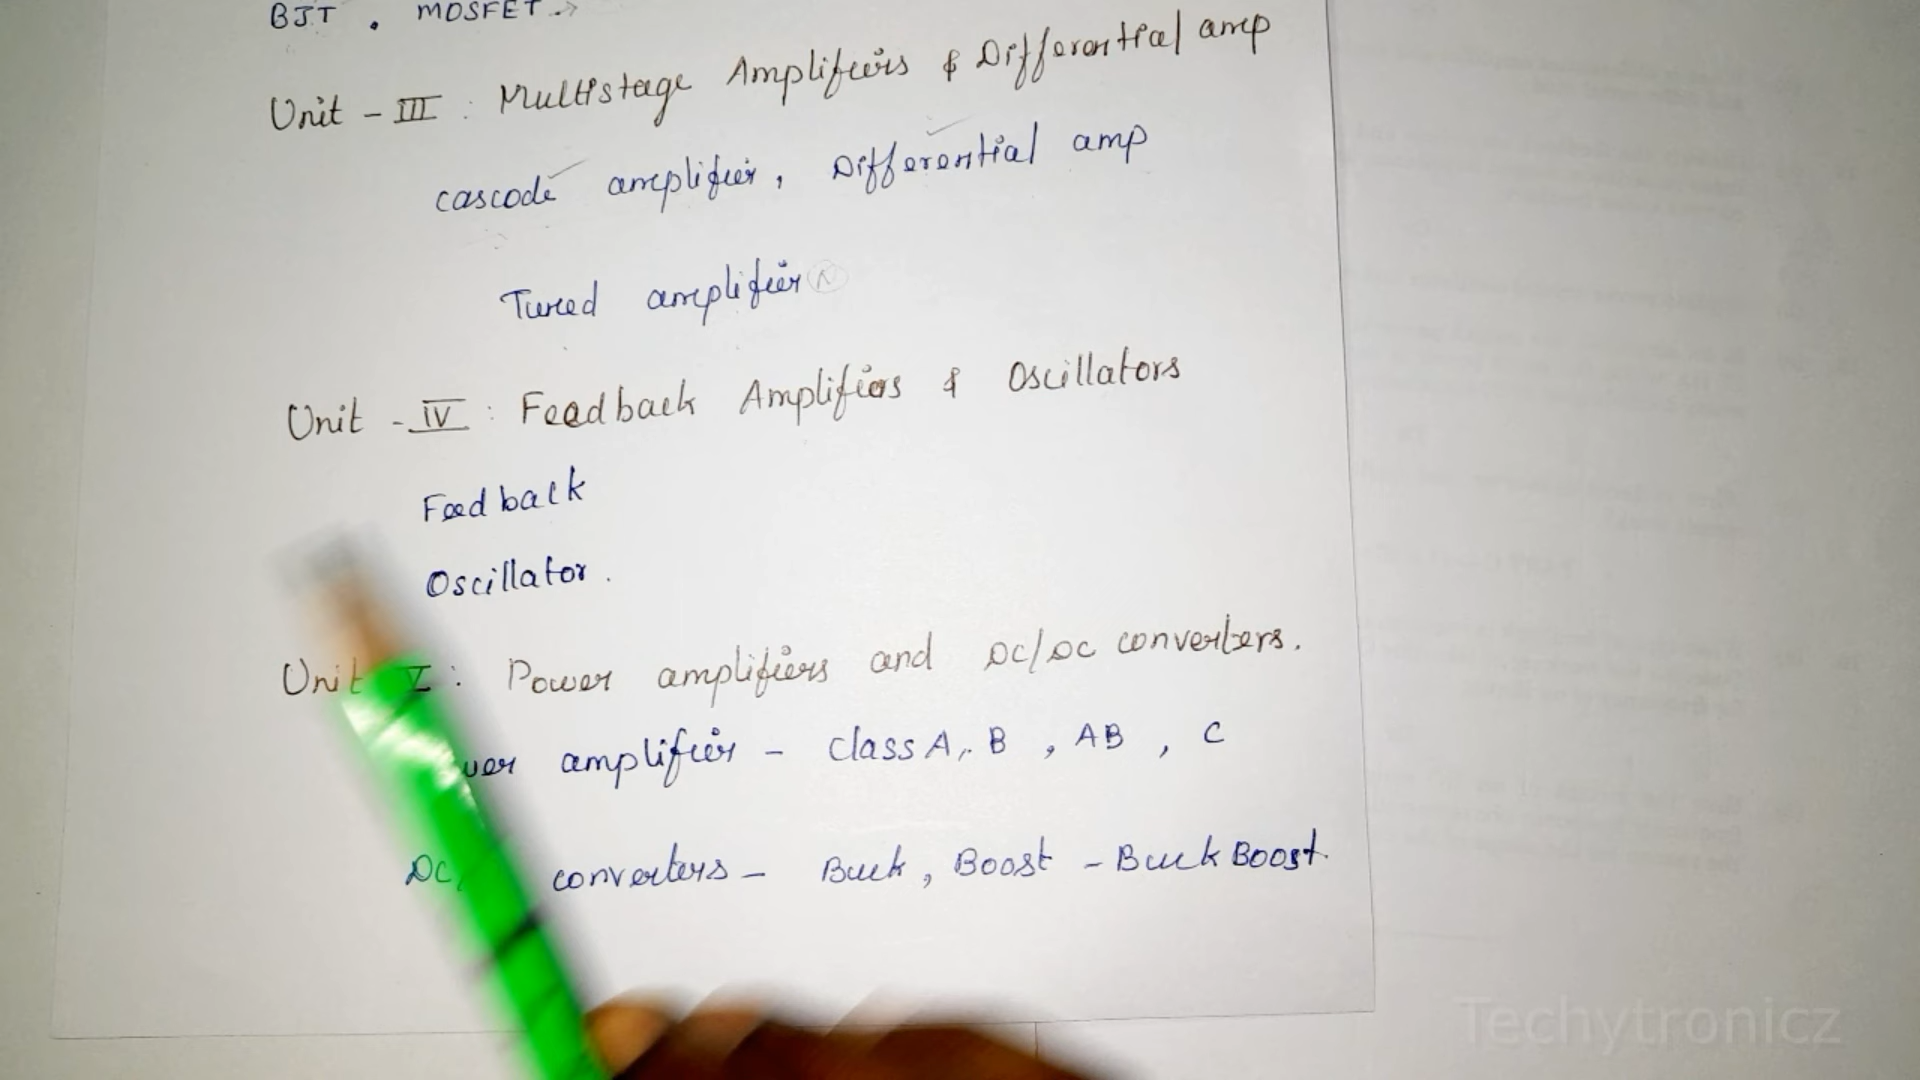 BJT . MOSFET →
Unit - III : Multistage Amplifiers & Differential amp
cascode amplifier, Differential amp
Tuned amplifier N
Unit - IV : Feedback Amplifiers & Oscillators
Feedback
Oscillator.
Unit V : Power amplifiers and DC/DC converters.
amplifier - class A, B, AB, C
converters - Buck, Boost - Buck Boost.
Techytronicz